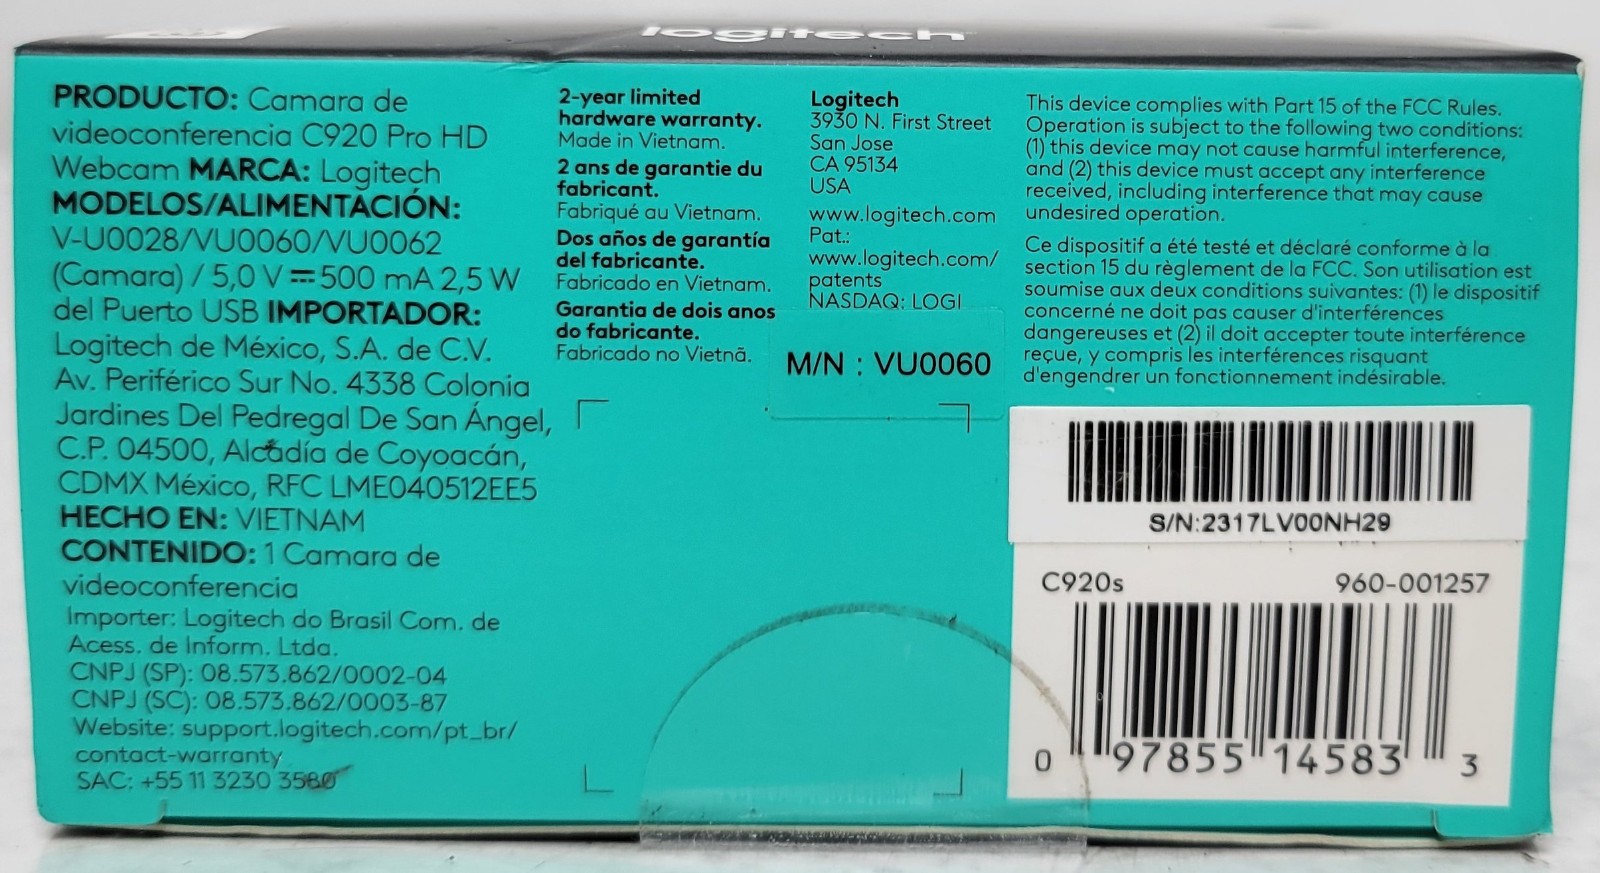 logitech
PRODUCTO: Camara de
videoconferencia C920 Pro HD
Webcam MARCA: Logitech
MODELOS/ALIMENTACIÓN:
V-U0028/VU0060/VU0062
(Camara) / 5,0 V ⎓ 500 mA 2,5 W
del Puerto USB IMPORTADOR:
Logitech de México, S.A. de C.V.
Av. Periférico Sur No. 4338 Colonia
Jardines Del Pedregal De San Ángel,
C.P. 04500, Alcadía de Coyoacán,
CDMX México, RFC LME040512EE5
HECHO EN: VIETNAM
CONTENIDO: 1 Camara de
videoconferencia
Importer: Logitech do Brasil Com. de
Acess. de Inform. Ltda.
CNPJ (SP): 08.573.862/0002-04
CNPJ (SC): 08.573.862/0003-87
Website: support.logitech.com/pt_br/
contact-warranty
SAC: +55 11 3230 3580
2-year limited
hardware warranty.
Made in Vietnam.
2 ans de garantie du
fabricant.
Fabriqué au Vietnam.
Dos años de garantía
del fabricante.
Fabricado en Vietnam.
Garantia de dois anos
do fabricante.
Fabricado no Vietnã.
Logitech
3930 N. First Street
San Jose
CA 95134
USA
www.logitech.com
Pat.:
www.logitech.com/
patents
NASDAQ: LOGI
M/N : VU0060
This device complies with Part 15 of the FCC Rules.
Operation is subject to the following two conditions:
(1) this device may not cause harmful interference,
and (2) this device must accept any interference
received, including interference that may cause
undesired operation.
Ce dispositif a été testé et déclaré conforme à la
section 15 du règlement de la FCC. Son utilisation est
soumise aux deux conditions suivantes: (1) le dispositif
concerné ne doit pas causer d'interférences
dangereuses et (2) il doit accepter toute interférence
reçue, y compris les interférences risquant
d'engendrer un fonctionnement indésirable.
S/N:2317LV00NH29
C920s 960-001257
0 97855 14583 3